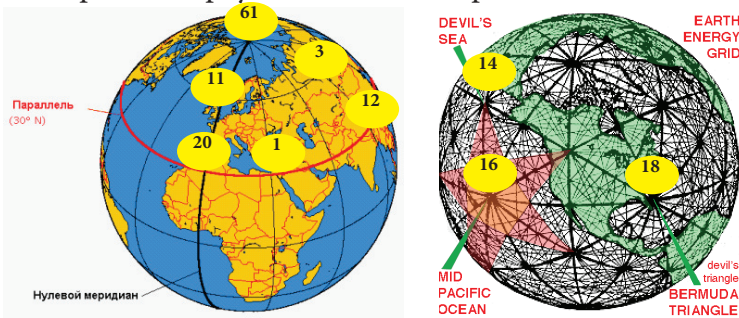 61
3
11
12
Параллель
(30° N)
20
1
Нулевой меридиан
DEVIL'S
SEA
EARTH
ENERGY
GRID
14
16
18
MID
PACIFIC
OCEAN
devil's
triangle
BERMUDA
TRIANGLE